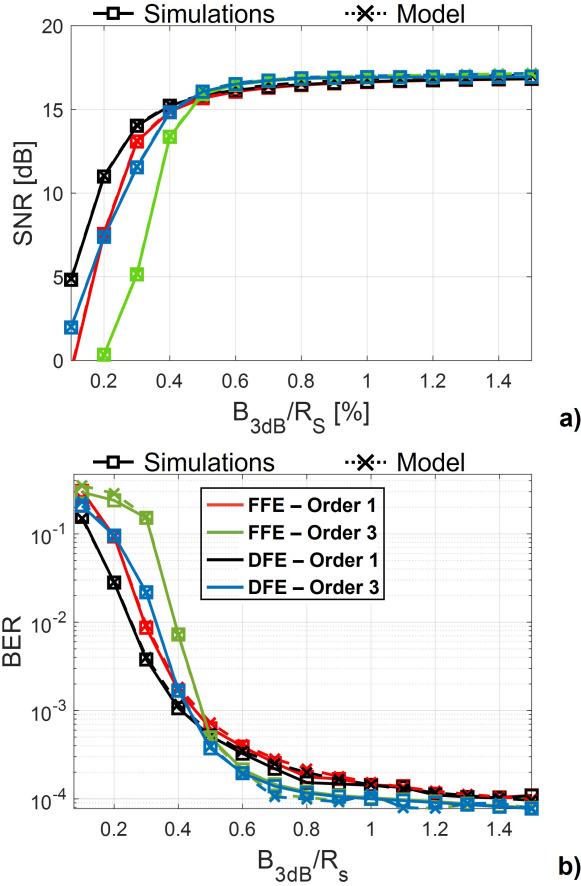 Simulations Model
20
15
10
5
0
SNR [dB]
0.2 0.4 0.6 0.8 1 1.2 1.4
B3dB/RS [%]
a)
Simulations Model
FFE – Order 1
FFE – Order 3
DFE – Order 1
DFE – Order 3
10-1
10-2
10-3
10-4
BER
0.2 0.4 0.6 0.8 1 1.2 1.4
B3dB/Rs
b)